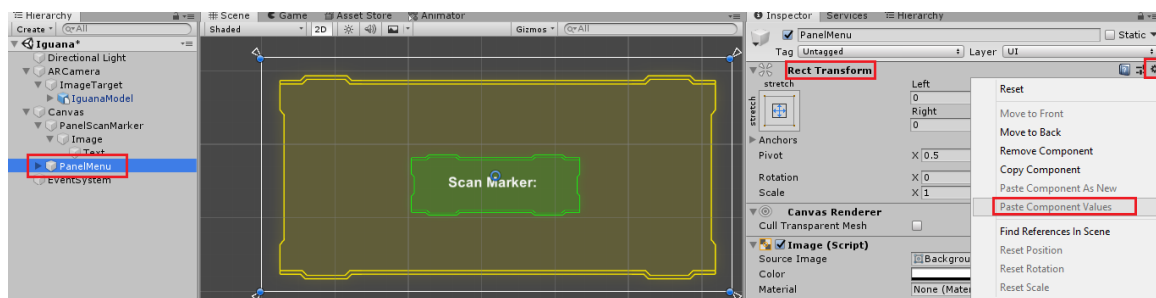 Hierarchy
Create
All
Iguana*
Directional Light
ARCamera
ImageTarget
IguanaModel
Canvas
PanelScanMarker
Image
Text
PanelMenu
EventSystem
Scene Game Asset Store Animator
Shaded 2D Gizmos All
Scan Marker:
Inspector Services Hierarchy
PanelMenu Static
Tag Untagged Layer UI
Rect Transform
stretch Left
stretch
0
Right
0
Anchors
Pivot X 0.5
Rotation X 0
Scale X 1
Canvas Renderer
Cull Transparent Mesh
Image (Script)
Source Image Backgrou
Color
Material None (Mater
Reset
Move to Front
Move to Back
Remove Component
Copy Component
Paste Component As New
Paste Component Values
Find References In Scene
Reset Position
Reset Rotation
Reset Scale